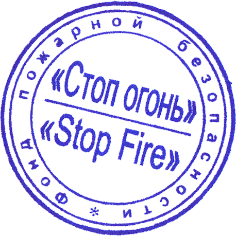 Фонд пожарной безопасности *
«Стоп огонь»
«Stop Fire»